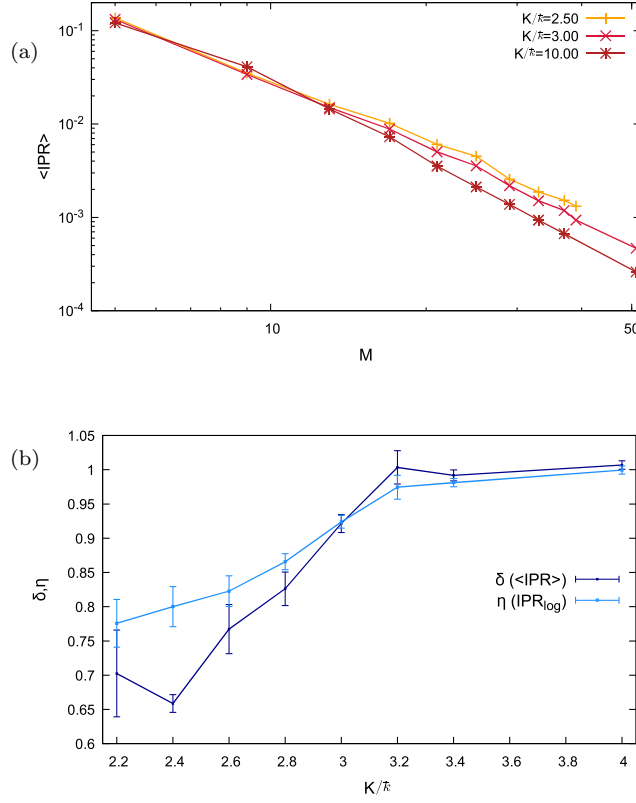 (a)
<IPR>
10⁻¹
10⁻²
10⁻³
10⁻⁴
K/ƛ=2.50
K/ƛ=3.00
K/ƛ=10.00
10
50
M
(b)
δ,η
1.05
1
0.95
0.9
0.85
0.8
0.75
0.7
0.65
0.6
δ (<IPR>)
η (IPR_log)
2.2 2.4 2.6 2.8 3 3.2 3.4 3.6 3.8 4
K/ƛ